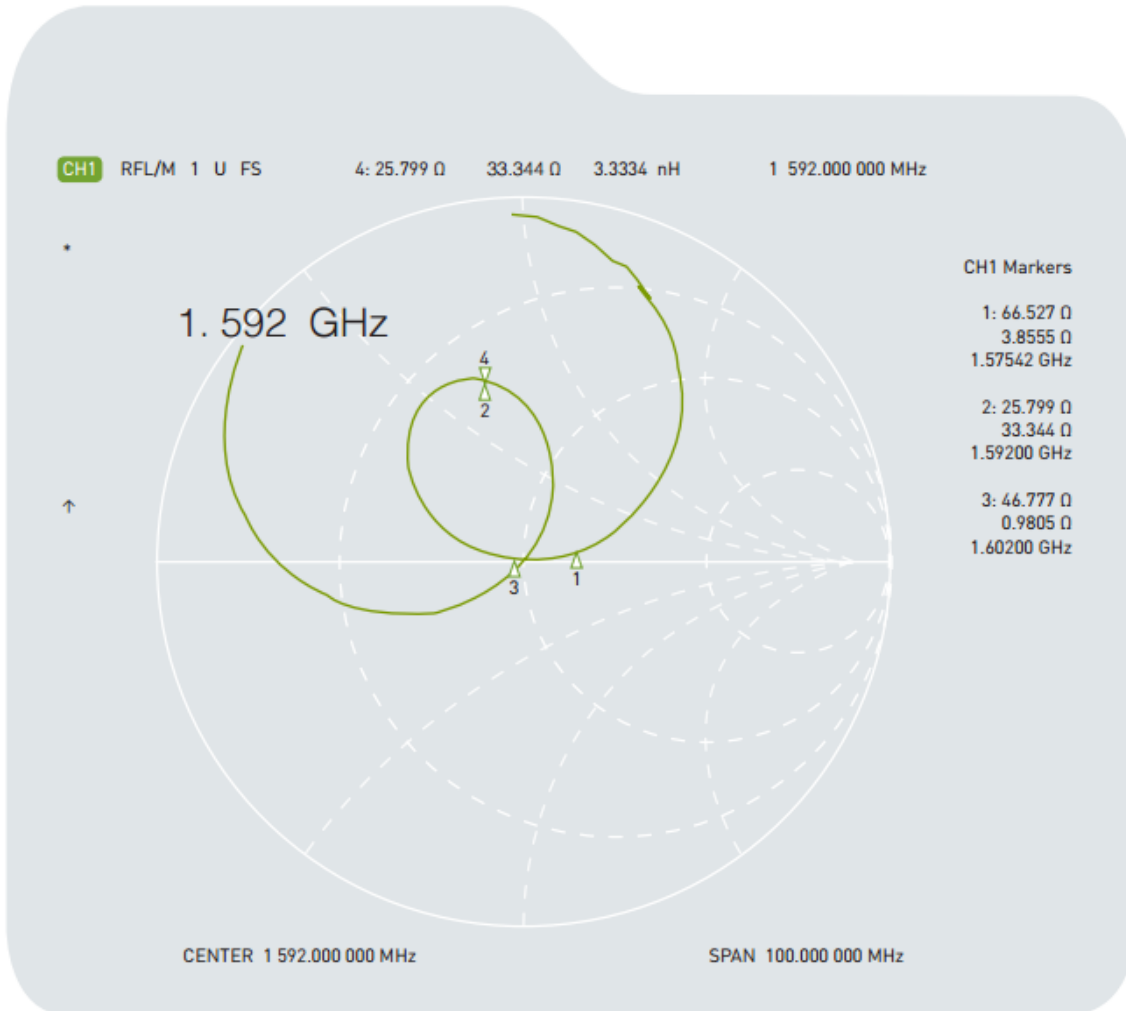 CH1 RFL/M 1 U FS 4: 25.799 Ω 33.344 Ω 3.3334 nH 1 592.000 000 MHz
*
CH1 Markers
1. 592 GHz
1: 66.527 Ω
3.8555 Ω
1.57542 GHz
4
2
2: 25.799 Ω
33.344 Ω
1.59200 GHz
↑
3: 46.777 Ω
0.9805 Ω
1.60200 GHz
3
1
CENTER 1 592.000 000 MHz SPAN 100.000 000 MHz